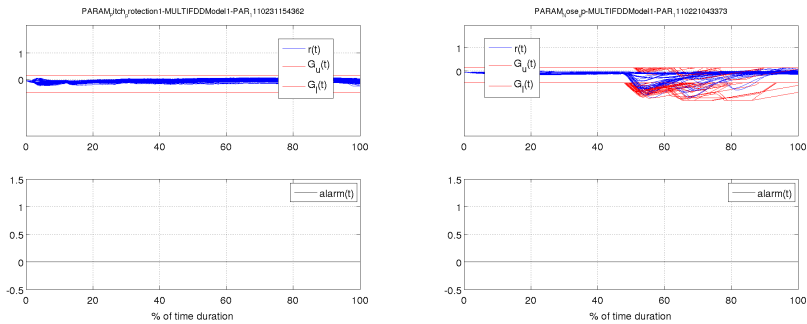 PARAM_pitch_protection1-MULTIFDDModel1-PAR_1110231154362
PARAM_Nose_up-MULTIFDDModel1-PAR_1110221043373
r(t)
G_u(t)
G_l(t)
r(t)
G_u(t)
G_l(t)
1
0
1
0
0 20 40 60 80 100
0 20 40 60 80 100
alarm(t)
alarm(t)
1.5
1
0.5
0
-0.5
1.5
1
0.5
0
-0.5
0 20 40 60 80 100
0 20 40 60 80 100
% of time duration
% of time duration